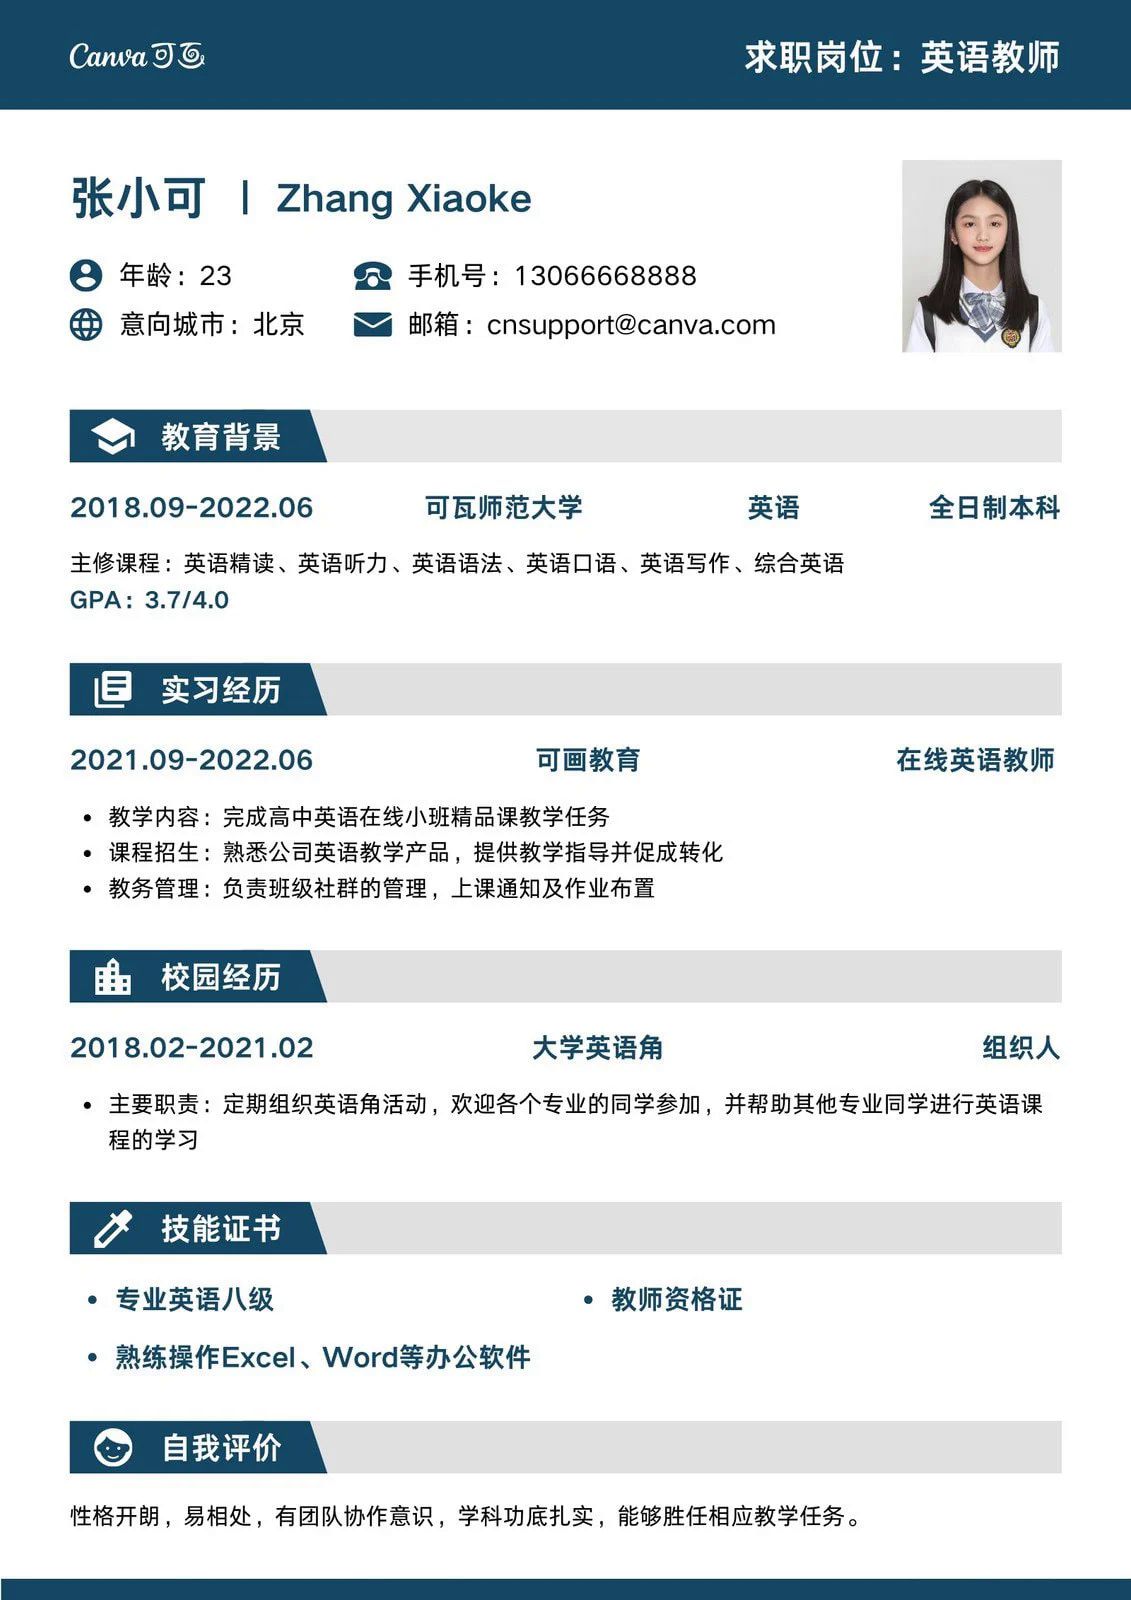 Canva可画
求职岗位：英语教师
张小可 | Zhang Xiaoke
年龄：23
手机号：13066668888
意向城市：北京
邮箱：cnsupport@canva.com
教育背景
2018.09-2022.06 可瓦师范大学 英语 全日制本科
主修课程：英语精读、英语听力、英语语法、英语口语、英语写作、综合英语
GPA：3.7/4.0
实习经历
2021.09-2022.06 可画教育 在线英语教师
• 教学内容：完成高中英语在线小班精品课教学任务
• 课程招生：熟悉公司英语教学产品，提供教学指导并促成转化
• 教务管理：负责班级社群的管理，上课通知及作业布置
校园经历
2018.02-2021.02 大学英语角 组织人
• 主要职责：定期组织英语角活动，欢迎各个专业的同学参加，并帮助其他专业同学进行英语课
程的学习
技能证书
• 专业英语八级
• 教师资格证
• 熟练操作Excel、Word等办公软件
自我评价
性格开朗，易相处，有团队协作意识，学科功底扎实，能够胜任相应教学任务。